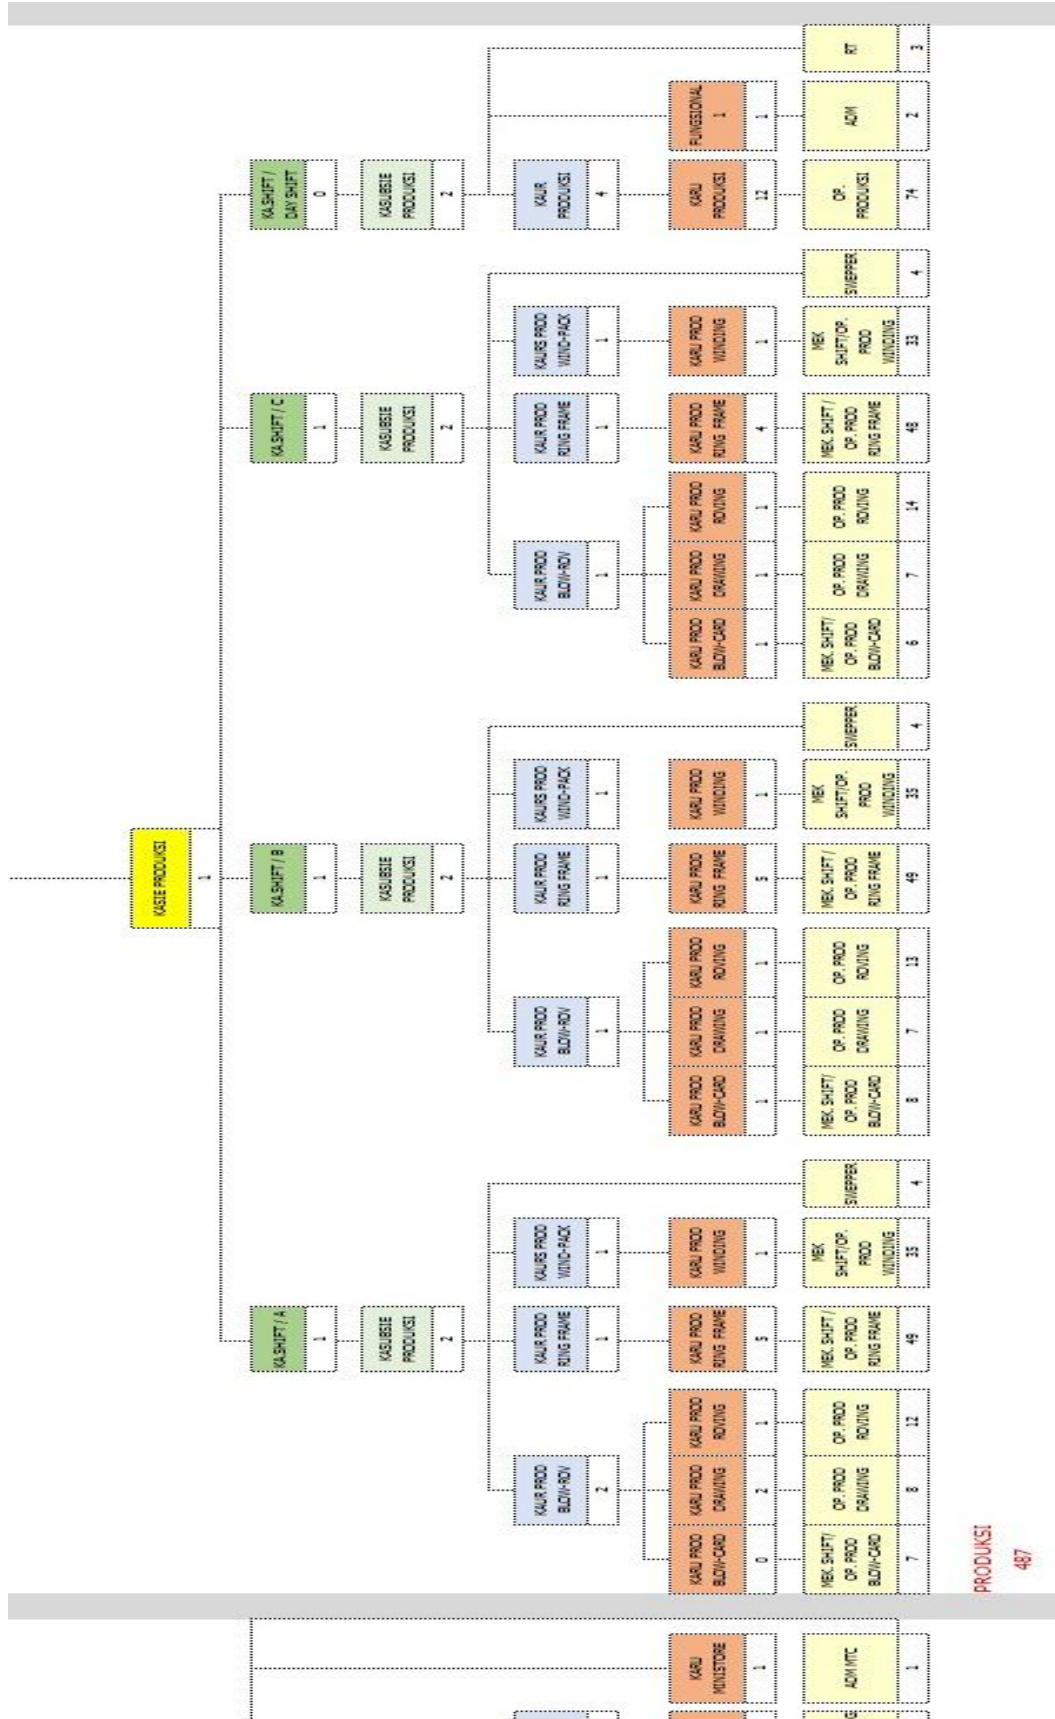 KASIE PRODUKSI
1
KA.SHIFT / A
1
KA.SHIFT / B
1
KA.SHIFT / C
1
KA.SHIFT /
DAY SHIFT
0
KASUBSIE
PRODUKSI
2
KASUBSIE
PRODUKSI
2
KASUBSIE
PRODUKSI
2
KASUBSIE
PRODUKSI
2
KAUR PROD
BLOW-ROV
2
KAUR PROD
RING FRAME
1
KAURS PROD
WIND-PACK
1
KAUR PROD
BLOW-ROV
1
KAUR PROD
RING FRAME
1
KAURS PROD
WIND-PACK
1
KAUR PROD
BLOW-ROV
1
KAUR PROD
RING FRAME
1
KAURS PROD
WIND-PACK
1
KAUR
PRODUKSI
4
KARU
MINISTORE
1
KARU PROD
BLOW-CARD
0
KARU PROD
DRAWING
2
KARU PROD
ROVING
1
KARU PROD
RING FRAME
5
KARU PROD
WINDING
1
KARU PROD
BLOW-CARD
1
KARU PROD
DRAWING
1
KARU PROD
ROVING
1
KARU PROD
RING FRAME
5
KARU PROD
WINDING
1
KARU PROD
BLOW-CARD
1
KARU PROD
DRAWING
1
KARU PROD
ROVING
1
KARU PROD
RING FRAME
4
KARU PROD
WINDING
1
KARU
PRODUKSI
12
FUNGSIONAL
1
1
G
ADM MTC
1
MEK. SHIFT/
OP. PROD
BLOW-CARD
7
OP. PROD
DRAWING
8
OP. PROD
ROVING
12
MEK. SHIFT /
OP. PROD
RING FRAME
49
MEK
SHIFT/OP.
PROD
WINDING
35
SWEPPER
4
MEK. SHIFT/
OP. PROD
BLOW-CARD
8
OP. PROD
DRAWING
7
OP. PROD
ROVING
13
MEK. SHIFT /
OP. PROD
RING FRAME
49
MEK
SHIFT/OP.
PROD
WINDING
35
SWEPPER
4
MEK. SHIFT/
OP. PROD
BLOW-CARD
6
OP. PROD
DRAWING
7
OP. PROD
ROVING
14
MEK. SHIFT /
OP. PROD
RING FRAME
48
MEK
SHIFT/OP.
PROD
WINDING
33
SWEPPER
4
OP.
PRODUKSI
74
ADM
2
RT
3
PRODUKSI
487